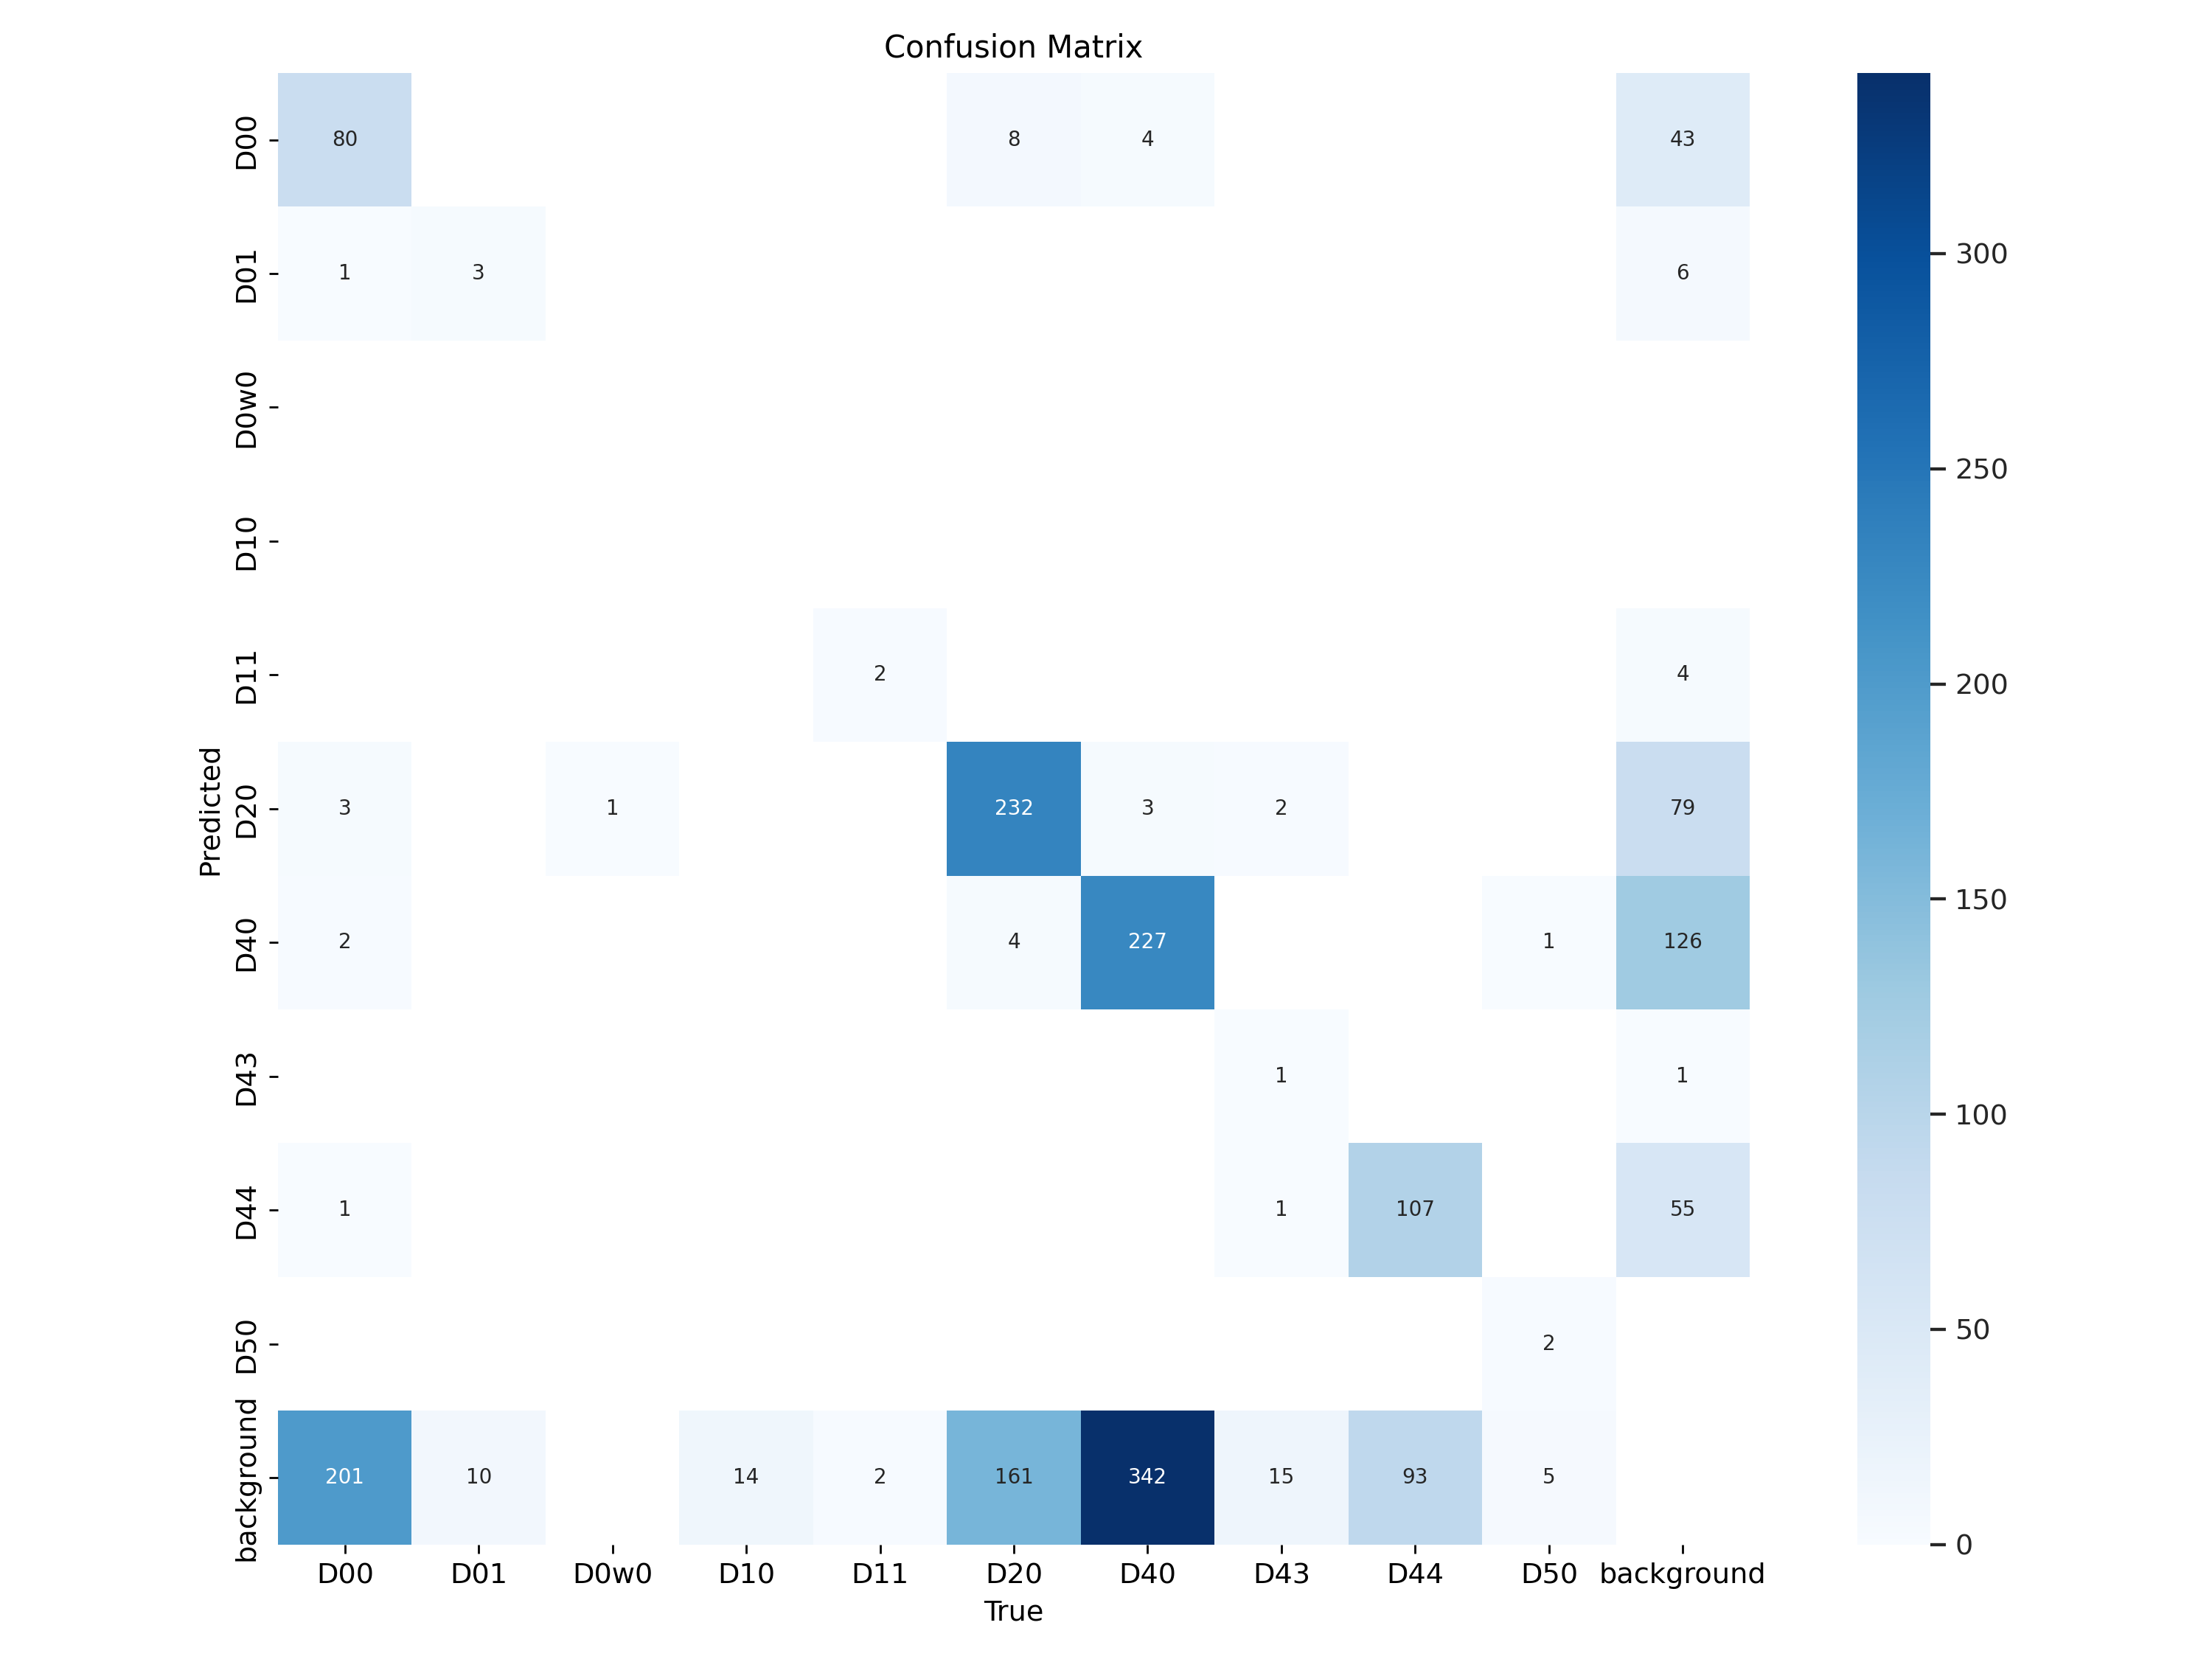 Confusion Matrix
Predicted
D00 80 8 4 43
D01 1 3 6
D0w0
D10
D11 2 4
D20 3 1 232 3 2 79
D40 2 4 227 1 126
D43 1 1
D44 1 1 107 55
D50 2
background 201 10 14 2 161 342 15 93 5
D00 D01 D0w0 D10 D11 D20 D40 D43 D44 D50 background
True
300
250
200
150
100
50
0